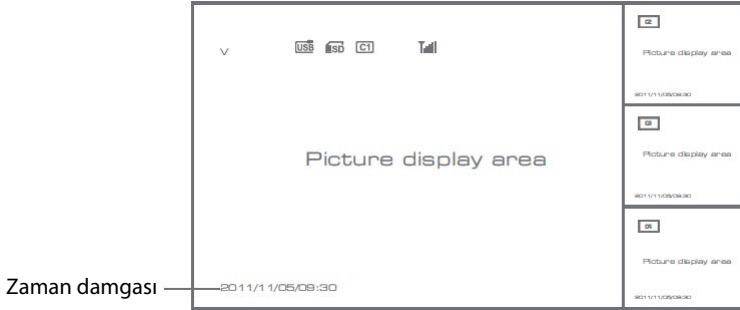 V USB SD C1
Picture display area
2011/11/05/09:30
Zaman damgası
C2
Picture display area
2011/11/05/09:30
C3
Picture display area
2011/11/05/09:30
C4
Picture display area
2011/11/05/09:30